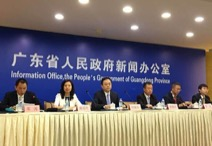 广东省人民政府新闻办公室
Information Office,the People's Government of Guangdong Province